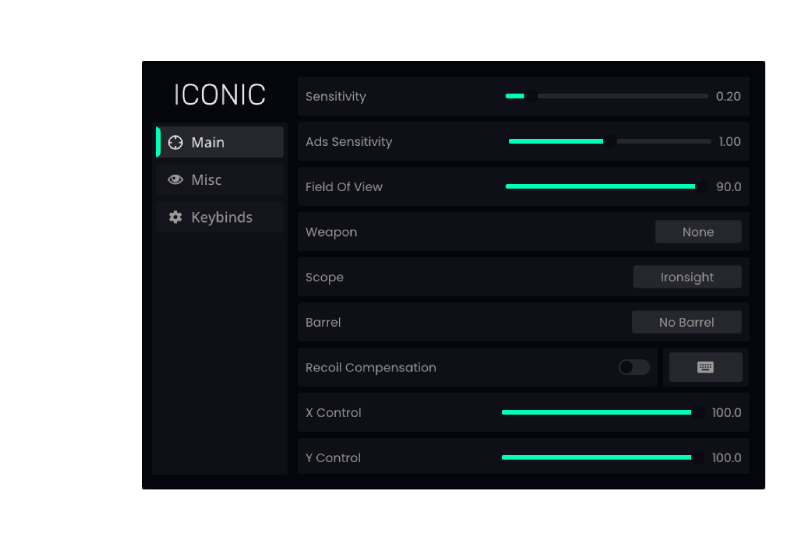 ICONIC
Main
Misc
Keybinds
Sensitivity 0.20
Ads Sensitivity 1.00
Field Of View 90.0
Weapon None
Scope Ironsight
Barrel No Barrel
Recoil Compensation
X Control 100.0
Y Control 100.0